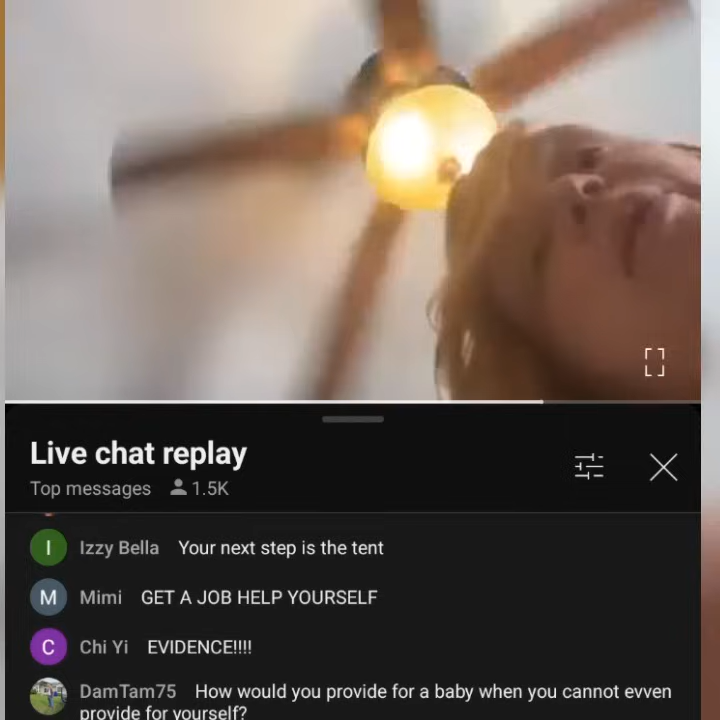 Live chat replay
Top messages 1.5K
I Izzy Bella Your next step is the tent
M Mimi GET A JOB HELP YOURSELF
C Chi Yi EVIDENCE!!!!
DamTam75 How would you provide for a baby when you cannot evven
provide for yourself?